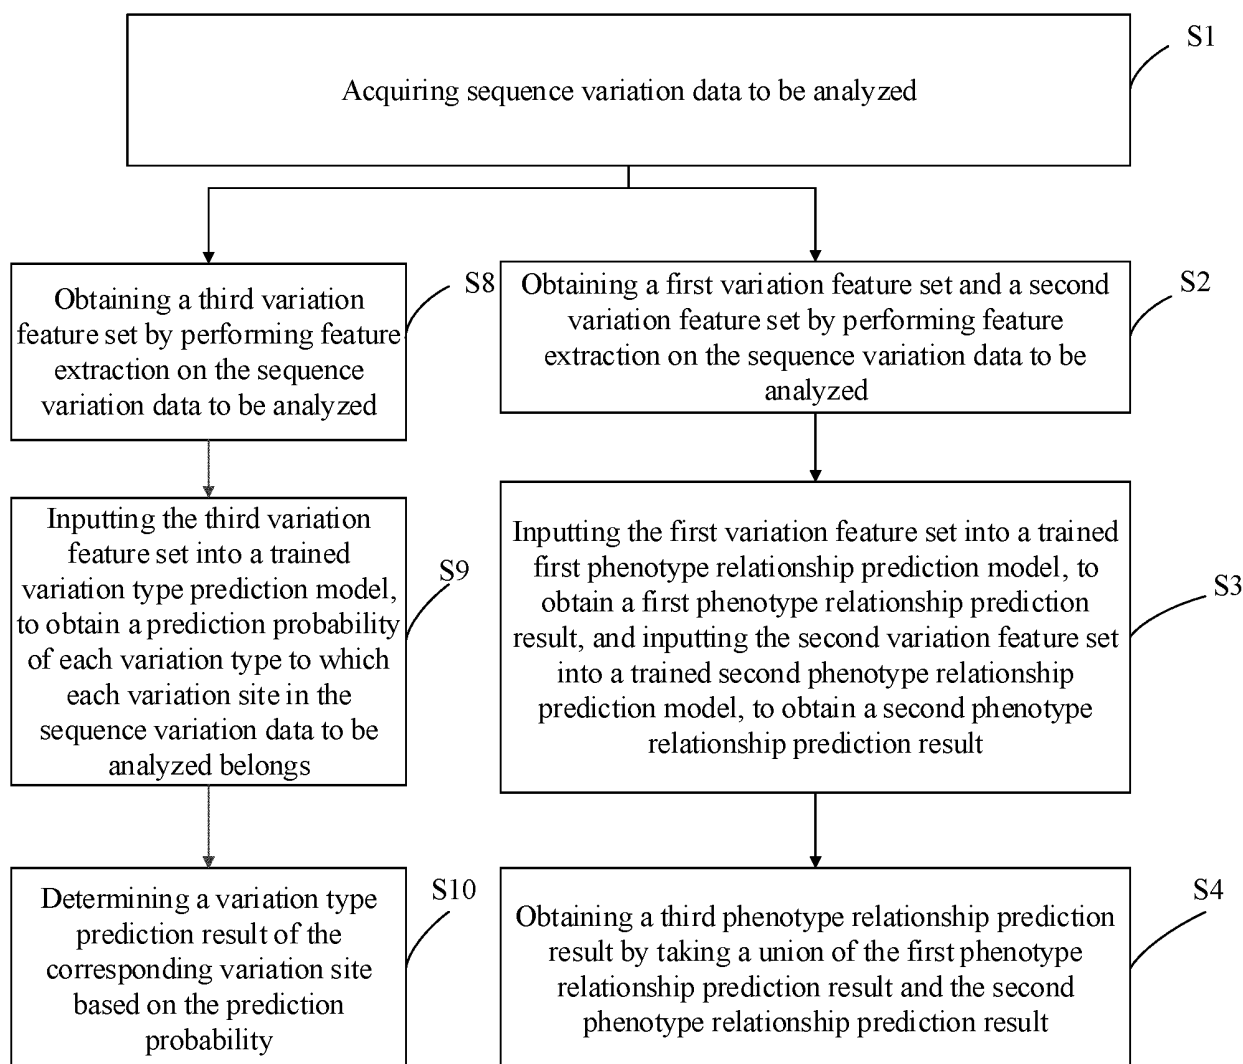 Acquiring sequence variation data to be analyzed
S1
Obtaining a third variation
feature set by performing feature
extraction on the sequence
variation data to be analyzed
S8
Obtaining a first variation feature set and a second
variation feature set by performing feature
extraction on the sequence variation data to be
analyzed
S2
Inputting the third variation
feature set into a trained
variation type prediction model,
to obtain a prediction probability
of each variation type to which
each variation site in the
sequence variation data to be
analyzed belongs
S9
Inputting the first variation feature set into a trained
first phenotype relationship prediction model, to
obtain a first phenotype relationship prediction
result, and inputting the second variation feature set
into a trained second phenotype relationship
prediction model, to obtain a second phenotype
relationship prediction result
S3
Determining a variation type
prediction result of the
corresponding variation site
based on the prediction
probability
S10
Obtaining a third phenotype relationship prediction
result by taking a union of the first phenotype
relationship prediction result and the second
phenotype relationship prediction result
S4